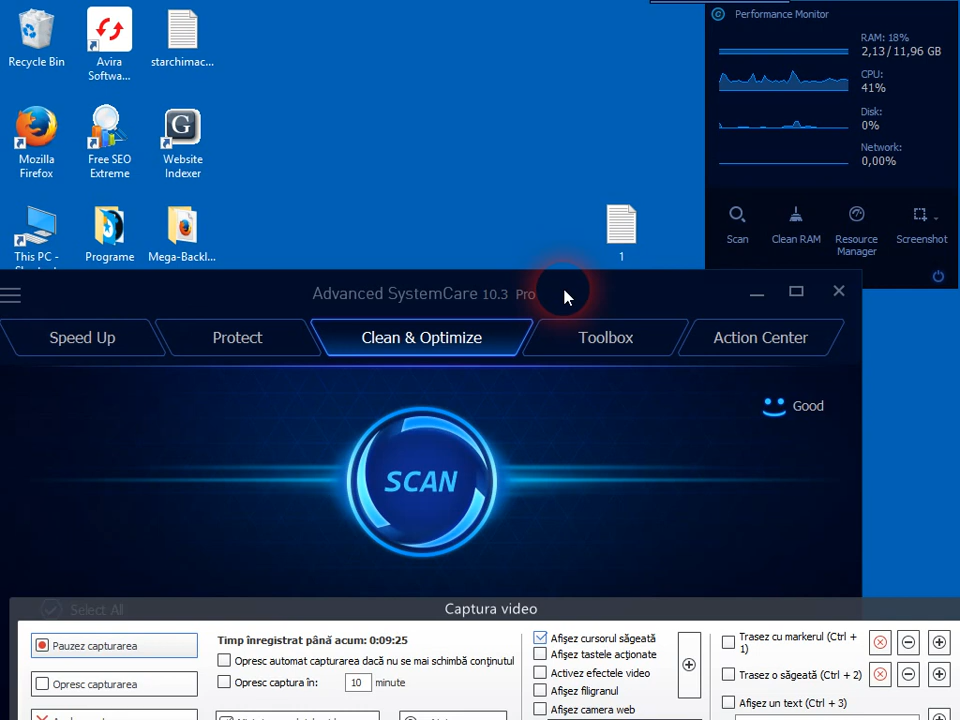 Recycle Bin
Avira
Softwa...
starchimac...
Mozilla
Firefox
Free SEO
Extreme
G
Website
Indexer
This PC -
Programe
Mega-Backl...
1
Performance Monitor
RAM: 18%
2,13/11,96 GB
CPU:
41%
Disk:
0%
Network:
0,00%
Scan
Clean RAM
Resource
Manager
Screenshot
Advanced SystemCare 10.3 Pro
Speed Up
Protect
Clean & Optimize
Toolbox
Action Center
Good
SCAN
Select All
Captura video
Pauzez capturarea
Opresc capturarea
Timp înregistrat până acum: 0:09:25
Opresc automat capturarea dacă nu se mai schimbă conținutul
Opresc captura în: 10 minute
Afișez cursorul săgeată
Afișez tastele acționate
Activez efectele video
Afișez filigranul
Afișez camera web
Trasez cu markerul (Ctrl +
1)
Trasez o săgeată (Ctrl + 2)
Afișez un text (Ctrl + 3)